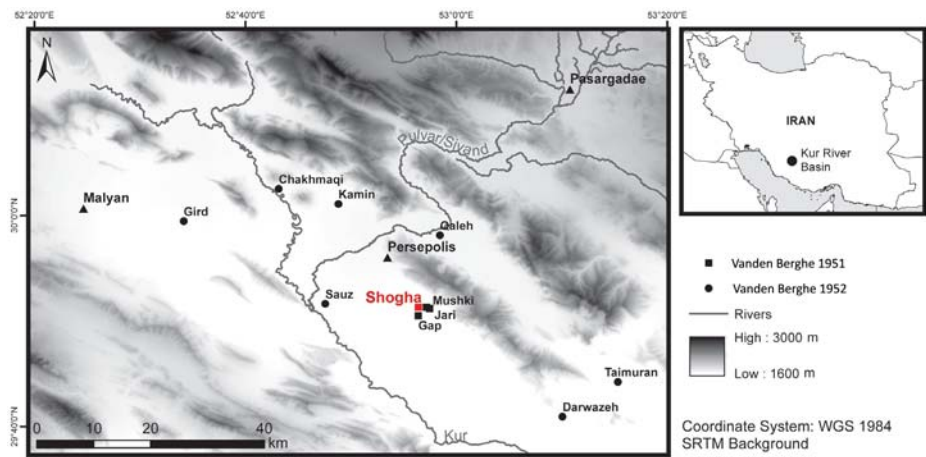 52°20'0"E
52°40'0"E
53°0'0"E
53°20'0"E
N
Pasargadae
Pulvar/Sivand
Chakhmaqi
Malyan
Kamin
Gird
30°0'0"N
Qaleh
Persepolis
Sauz
Shogha
Mushki
Jari
Gap
Taimuran
Darwazeh
29°40'0"N
0 10 20 40
km
Kur
IRAN
Kur River
Basin
Vanden Berghe 1951
Vanden Berghe 1952
Rivers
High : 3000 m
Low : 1600 m
Coordinate System: WGS 1984
SRTM Background